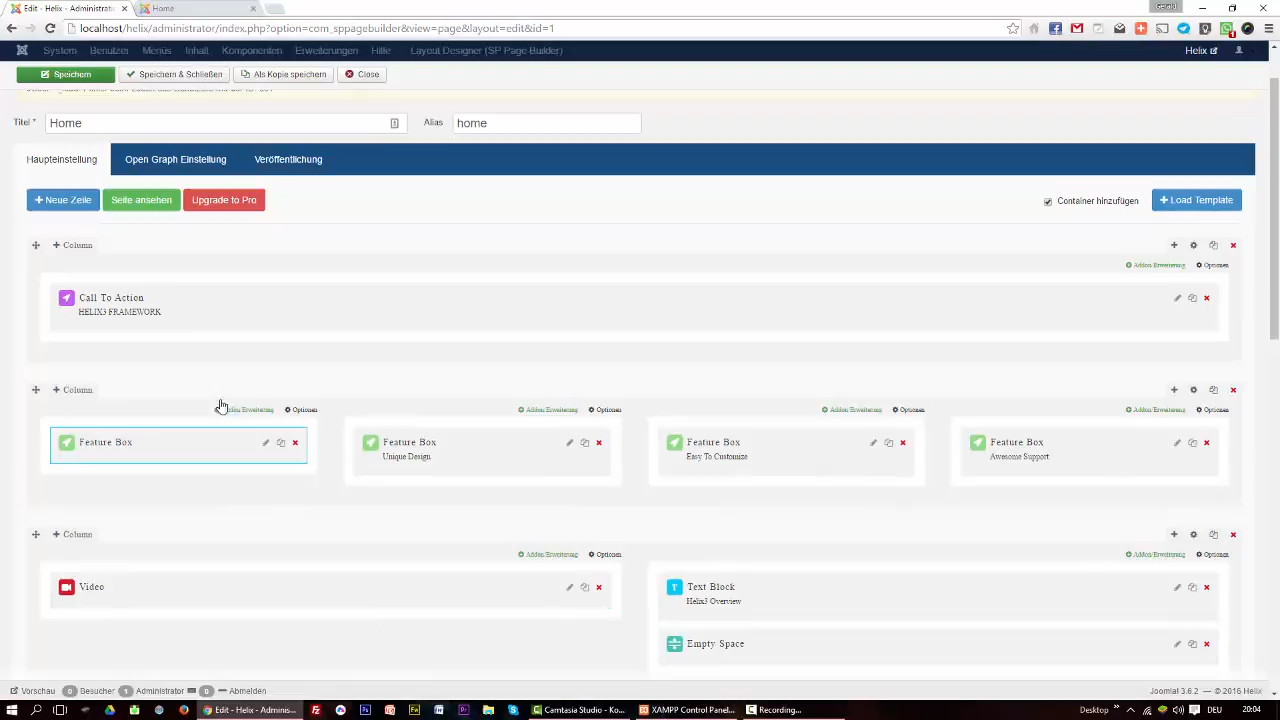 Edit - Helix - Administra
Home
localhost/helix/administrator/index.php?option=com_sppagebuilder&view=page&layout=edit&id=1
System Benutzer Menüs Inhalt Komponenten Erweiterungen Hilfe Layout Designer (SP Page Builder) Helix
Speichern Speichern & Schließen Als Kopie speichern Close
Titel * Home Alias home
Haupteinstellung Open Graph Einstellung Veröffentlichung
+ Neue Zeile Seite ansehen Upgrade to Pro Container hinzufügen + Load Template
Column
Addon/Erweiterung Optionen
Call To Action
HELIX3 FRAMEWORK
Column
Addon/Erweiterung Optionen Addon/Erweiterung Optionen Addon/Erweiterung Optionen Addon/Erweiterung Optionen
Feature Box Feature Box Feature Box Feature Box
Unique Design Easy To Customize Awesome Support
Column
Addon/Erweiterung Optionen Addon/Erweiterung Optionen
Video Text Block
Helix3 Overview
Empty Space
Vorschau 0 Besucher 1 Administrator 0 Abmelden Joomla! 3.6.2 — © 2016 Helix
Edit - Helix - Adminis... Camtasia Studio - Ko... XAMPP Control Panel... Recording... Desktop DEU 20:04